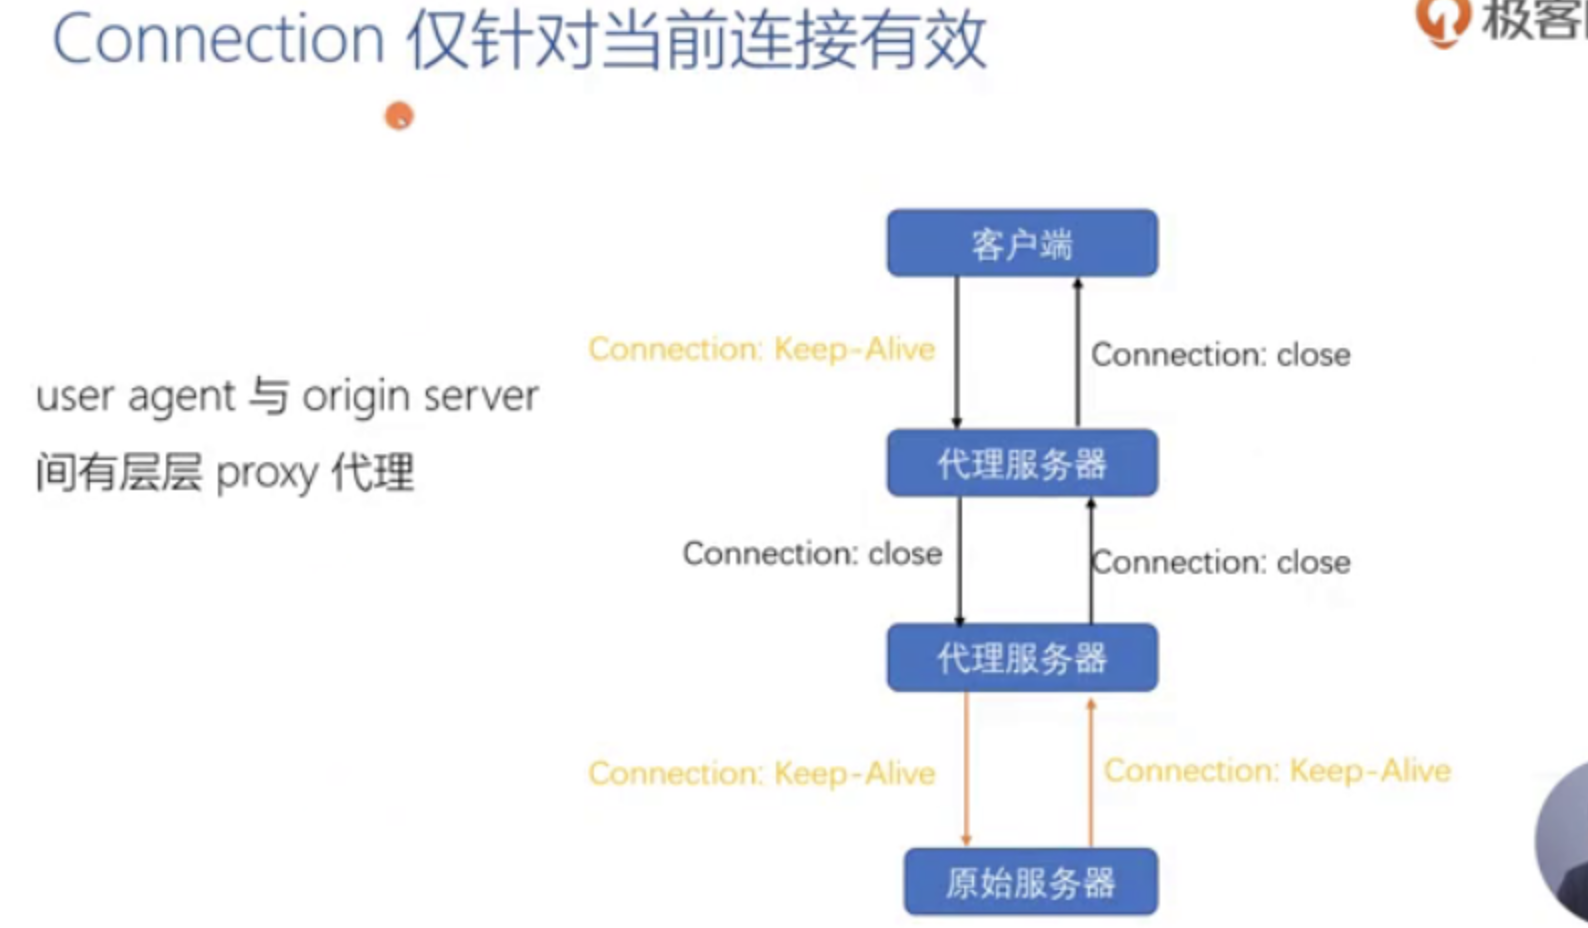 Connection 仅针对当前连接有效
极客
客户端
Connection: Keep-Alive
Connection: close
user agent 与 origin server
间有层层 proxy 代理
代理服务器
Connection: close
Connection: close
代理服务器
Connection: Keep-Alive
Connection: Keep-Alive
原始服务器